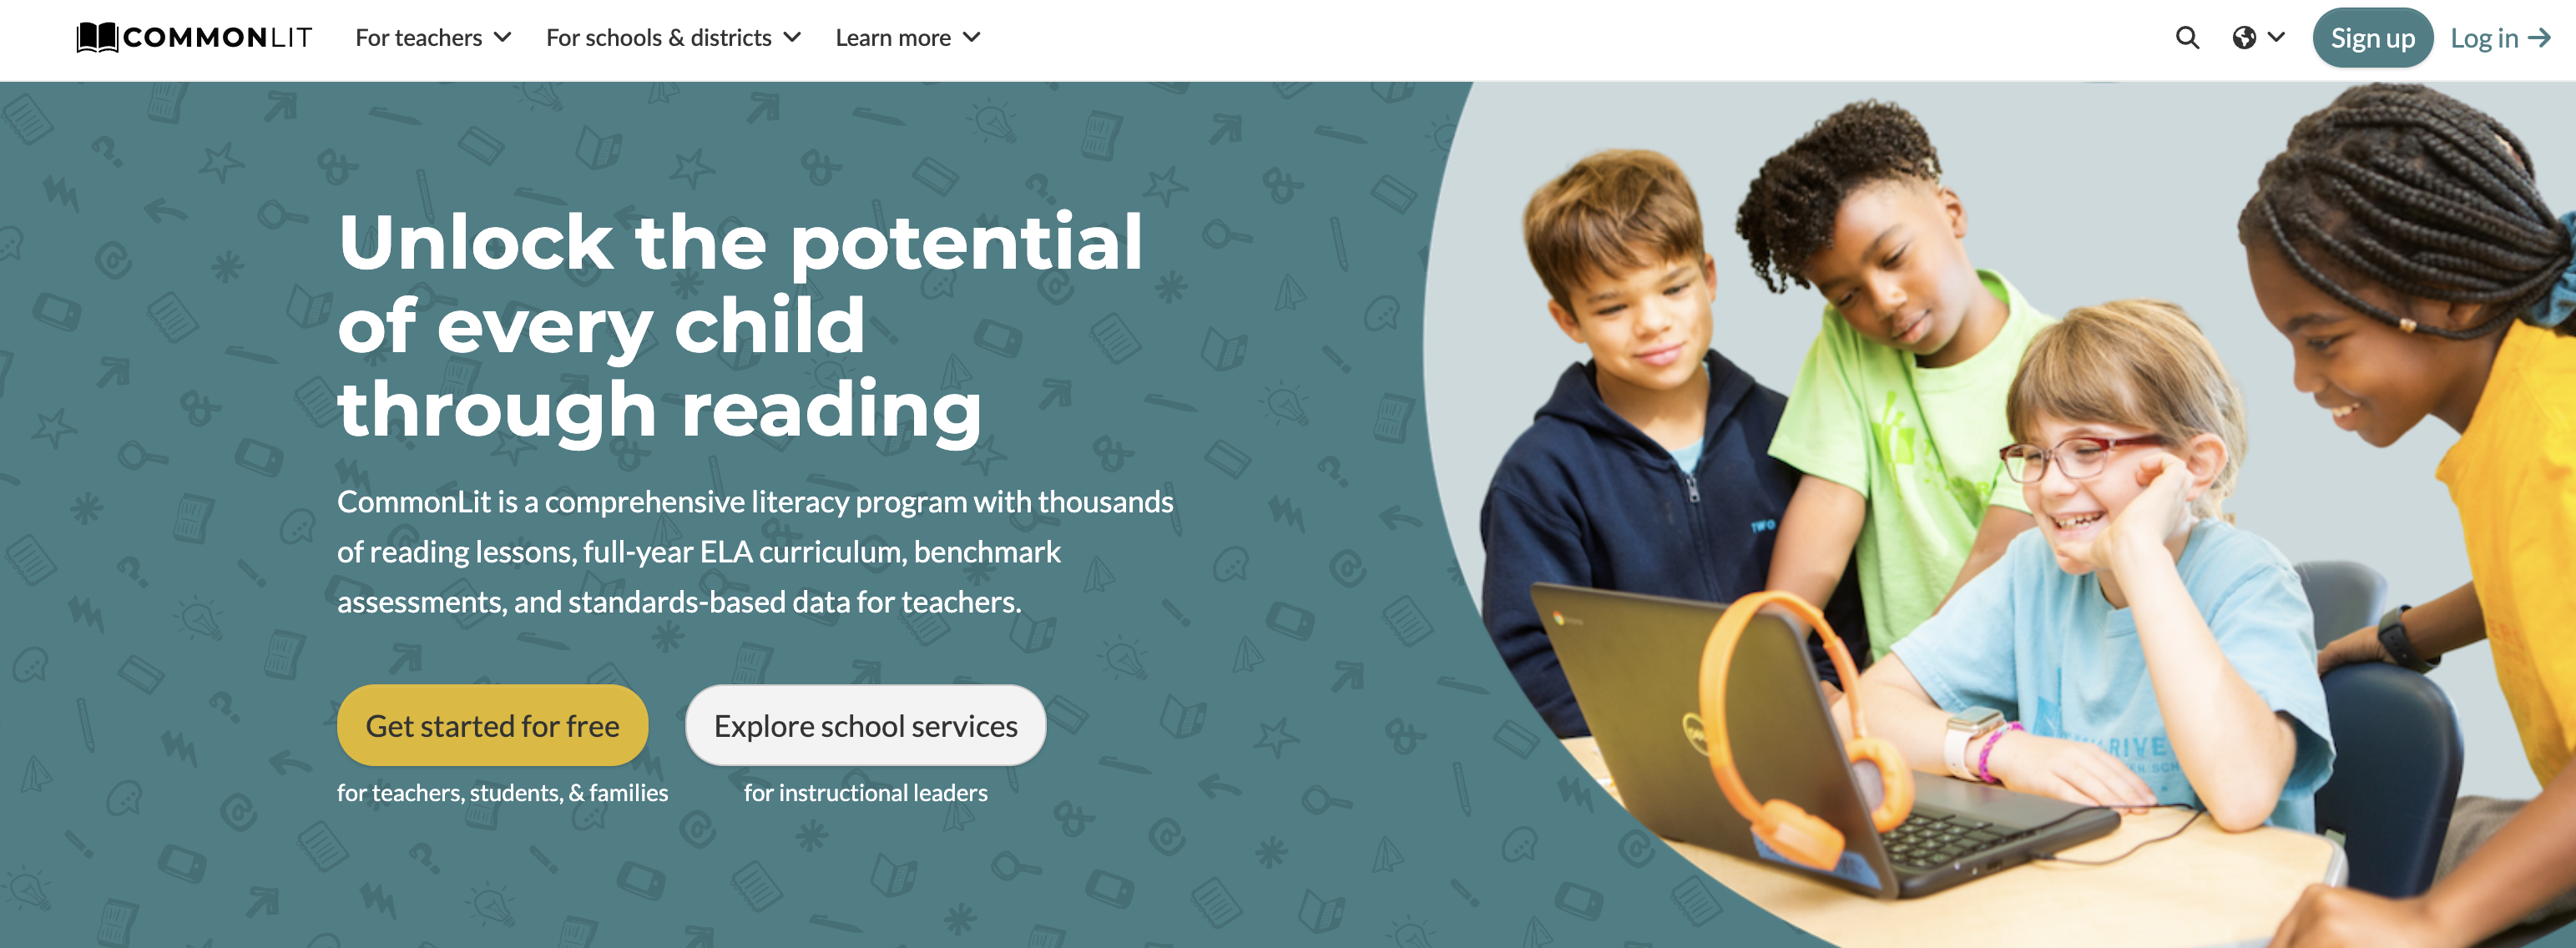 COMMONLIT For teachers For schools & districts Learn more Sign up Log in
Unlock the potential
of every child
through reading
CommonLit is a comprehensive literacy program with thousands
of reading lessons, full-year ELA curriculum, benchmark
assessments, and standards-based data for teachers.
Get started for free Explore school services
for teachers, students, & families for instructional leaders
TWO